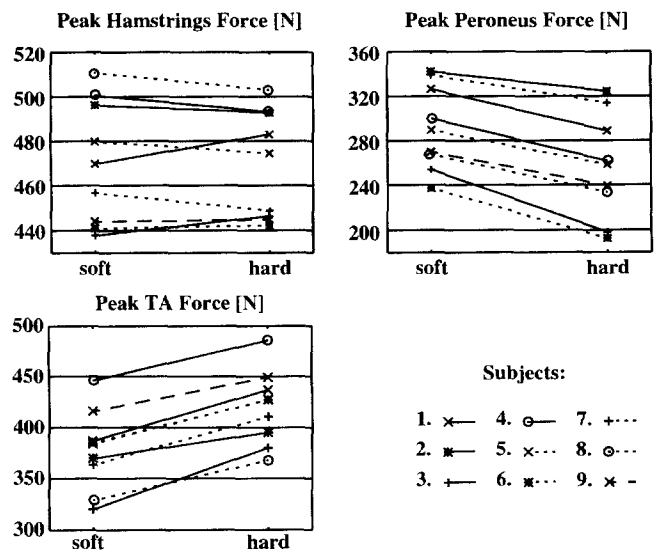 Peak Hamstrings Force [N]
520
500
480
460
440
soft hard
Peak Peroneus Force [N]
360
320
280
240
200
soft hard
Peak TA Force [N]
500
450
400
350
300
soft hard
Subjects:
1. 4. 7.
2. 5. 8.
3. 6. 9.